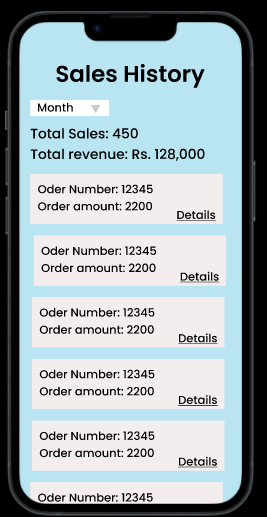 Sales History
Month
Total Sales: 450
Total revenue: Rs. 128,000
Oder Number: 12345
Order amount: 2200
Details
Oder Number: 12345
Order amount: 2200
Details
Oder Number: 12345
Order amount: 2200
Details
Oder Number: 12345
Order amount: 2200
Details
Oder Number: 12345
Order amount: 2200
Details
Oder Number: 12345